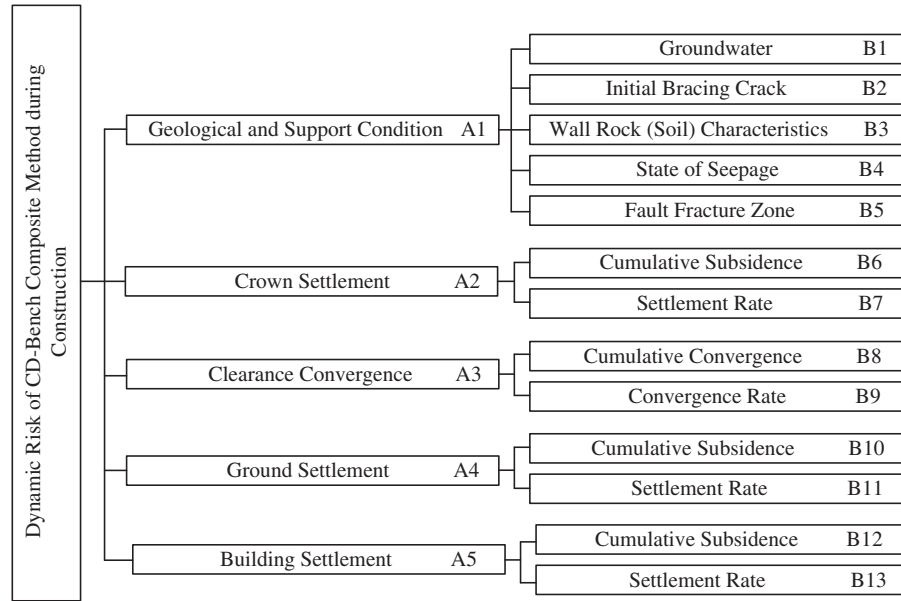 Dynamic Risk of CD-Bench Composite Method during
Construction
Geological and Support Condition A1
Groundwater B1
Initial Bracing Crack B2
Wall Rock (Soil) Characteristics B3
State of Seepage B4
Fault Fracture Zone B5
Crown Settlement A2
Cumulative Subsidence B6
Settlement Rate B7
Clearance Convergence A3
Cumulative Convergence B8
Convergence Rate B9
Ground Settlement A4
Cumulative Subsidence B10
Settlement Rate B11
Building Settlement A5
Cumulative Subsidence B12
Settlement Rate B13